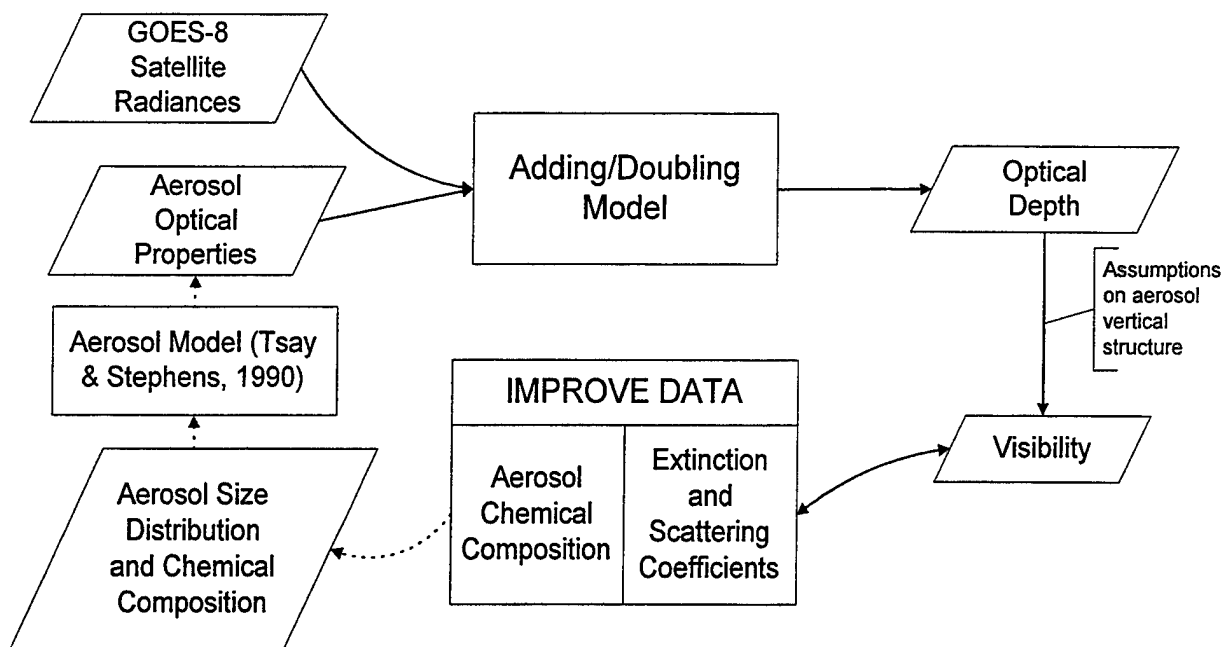 GOES-8
Satellite
Radiances
Aerosol
Optical
Properties
Adding/Doubling
Model
Optical
Depth
Assumptions
on aerosol
vertical
structure
Aerosol Model (Tsay
& Stephens, 1990)
IMPROVE DATA
Aerosol
Chemical
Composition
Extinction
and
Scattering
Coefficients
Visibility
Aerosol Size
Distribution
and Chemical
Composition